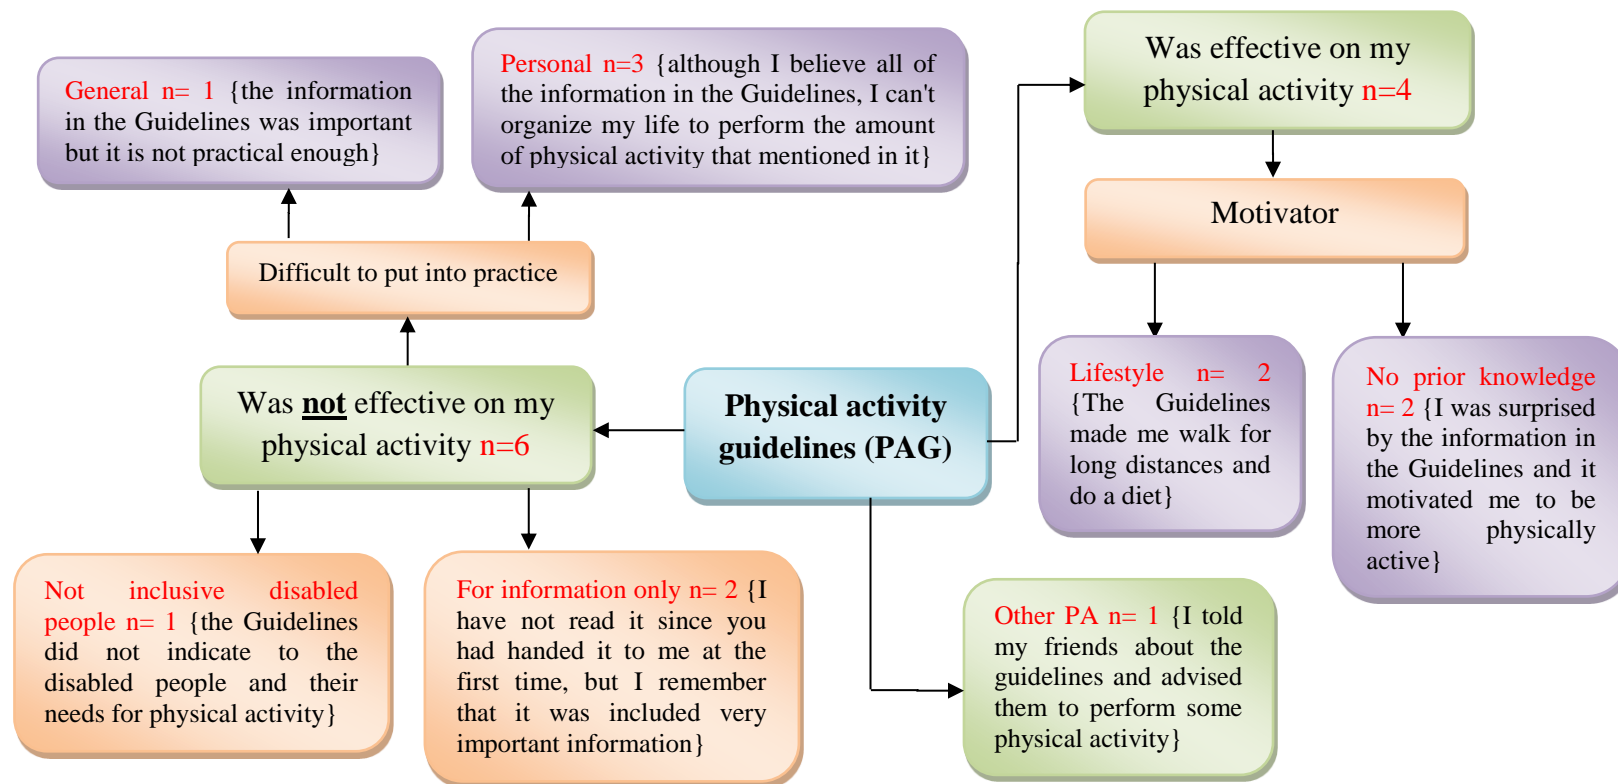 General n= 1 {the information
in the Guidelines was important
but it is not practical enough}
Personal n=3 {although I believe all of
the information in the Guidelines, I can't
organize my life to perform the amount
of physical activity that mentioned in it}
Was effective on my
physical activity n=4
Motivator
Difficult to put into practice
Was not effective on my
physical activity n=6
Physical activity
guidelines (PAG)
Lifestyle n= 2
{The Guidelines
made me walk for
long distances and
do a diet}
No prior knowledge
n= 2 {I was surprised
by the information in
the Guidelines and it
motivated me to be
more physically
active}
Not inclusive disabled
people n= 1 {the Guidelines
did not indicate to the
disabled people and their
needs for physical activity}
For information only n= 2 {I
have not read it since you
had handed it to me at the
first time, but I remember
that it was included very
important information}
Other PA n= 1 {I told
my friends about the
guidelines and advised
them to perform some
physical activity}